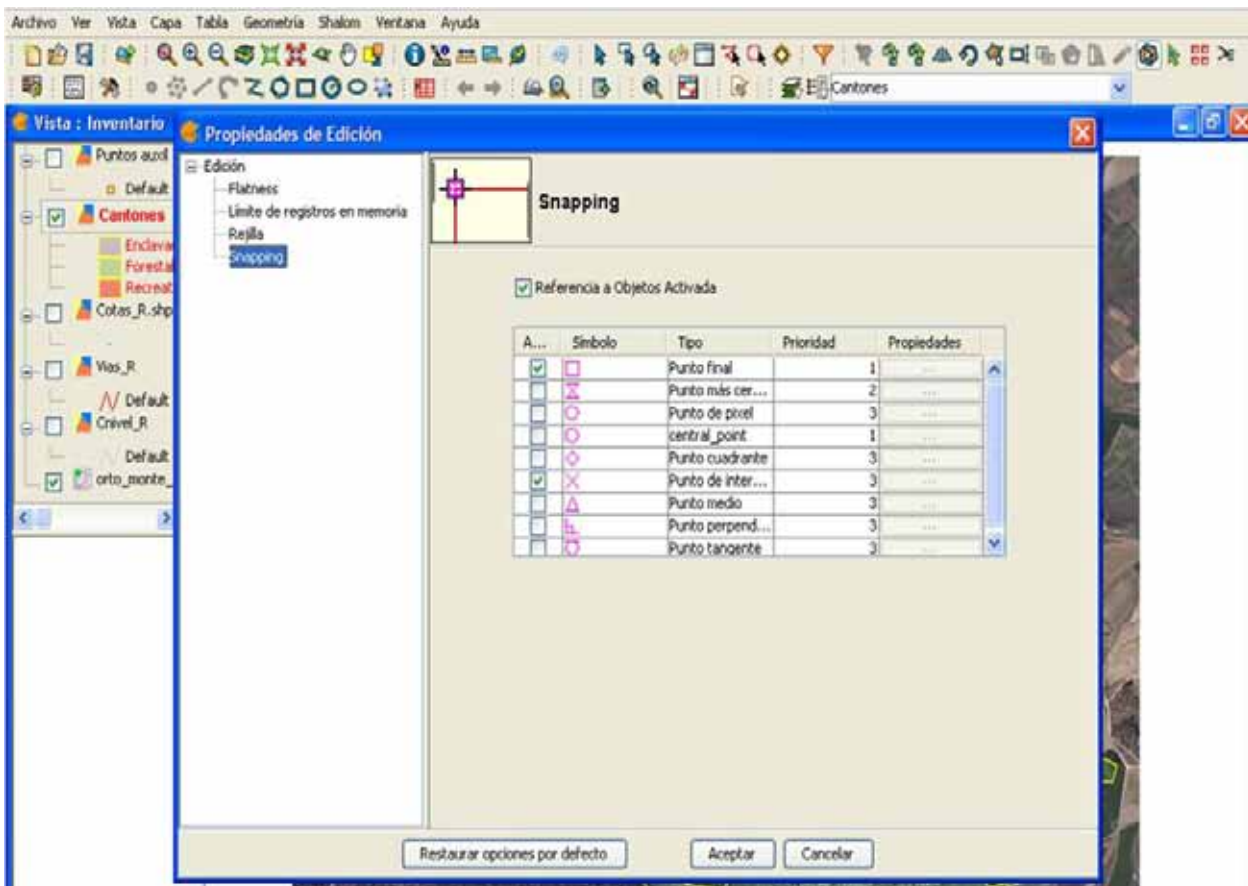 Archivo Ver Vista Capa Tabla Geometría Shalom Ventana Ayuda
Cantones
Vista : Inventario
Puntos auxil
Default
Cantones
Enclava
Forestal
Recreat
Cotas_R.shp
Vias_R
Default
Cnivel_R
Default
orto_monte_
Propiedades de Edición
Edición
Flatness
Límite de registros en memoria
Rejilla
Snapping
Snapping
Referencia a Objetos Activada
A... Símbolo Tipo Prioridad Propiedades
Punto final 1 ...
Punto más cer... 2 ...
Punto de pixel 3 ...
central_point 1 ...
Punto cuadrante 3 ...
Punto de inter... 3 ...
Punto medio 3 ...
Punto perpend... 3 ...
Punto tangente 3 ...
Restaurar opciones por defecto Aceptar Cancelar